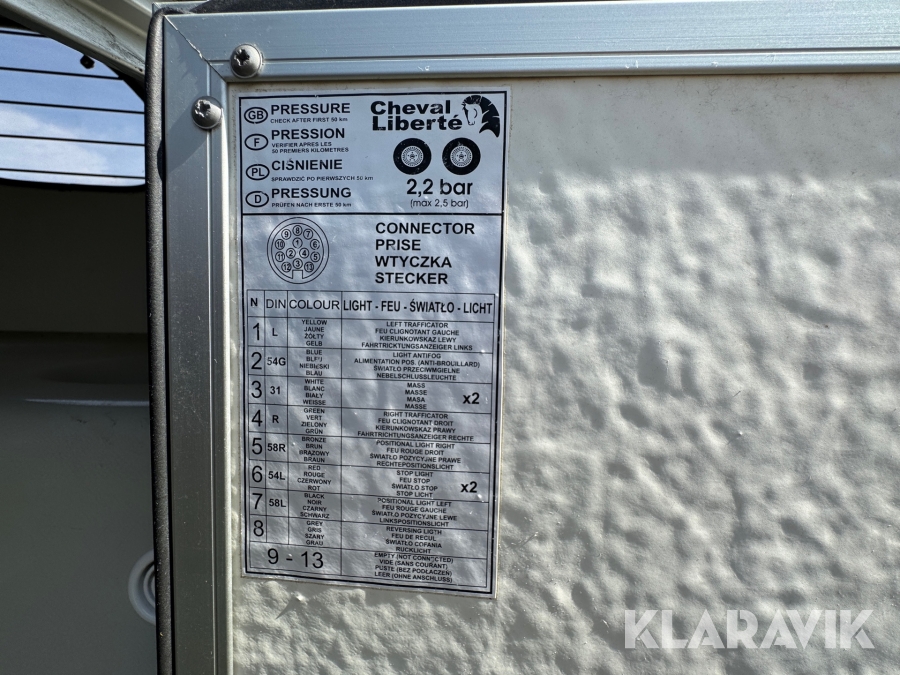 GB PRESSURE
CHECK AFTER FIRST 50 km
F PRESSION
VERIFIER APRES LES
50 PREMIERS KILOMETRES
PL CIŚNIENIE
SPRAWDZIĆ PO PIERWSZYCH 50 km
D PRESSUNG
PRÜFEN NACH ERSTE 50 km
Cheval
Liberté
2,2 bar
(max 2,5 bar)
CONNECTOR
PRISE
WTYCZKA
STECKER
N DIN COLOUR LIGHT - FEU - ŚWIATŁO - LICHT
1 L
YELLOW
JAUNE
ŻÓŁTY
GELB
LEFT TRAFFICATOR
FEU CLIGNOTANT GAUCHE
KIERUNKOWSKAZ LEWY
FAHRTRICKTUNGSANZEIGER LINKS
2 54G
BLUE
BLEU
NIEBIESKI
BLAU
LIGHT ANTIFOG
ALIMENTATION POS. (ANTI-BROUILLARD)
ŚWIATŁO PRZECIWMGIELNE
NEBELSCHLUSSLEUCHTE
3 31
WHITE
BLANC
BIAŁY
WEISSE
MASS
MASSE
MASA
MASSE
x2
4 R
GREEN
VERT
ZIELONY
GRÜN
RIGHT TRAFFICATOR
FEU CLIGNOTANT DROIT
KIERUNKOWSKAZ PRAWY
FAHRTRICKTUNGSANZEIGER RECHTE
5 58R
BRONZE
BRUN
BRĄZOWY
BRAUN
POSITIONAL LIGHT RIGHT
FEU ROUGE DROIT
ŚWIATŁO POZYCYJNE PRAWE
RECHTEPOSITIONSLICHT
6 54L
RED
ROUGE
CZERWONY
ROT
STOP LIGHT
FEU STOP
ŚWIATŁO STOP
STOP LICHT
x2
7 58L
BLACK
NOIR
CZARNY
SCHWARZ
POSITIONAL LIGHT LEFT
FEU ROUGE GAUCHE
ŚWIATŁO POZYCYJNE LEWE
LINKSPOSITIONSLICHT
8
GREY
GRIS
SZARY
GRAU
REVERSING LIGTH
FEU DE RECUL
ŚWIATŁO COFANIA
RÜCKLICHT
9 - 13
EMPTY (NOT CONNECTED)
VIDE (SANS COURANT)
PUSTE (BEZ PODŁĄCZEŃ)
LEER (OHNE ANSCHLUSS)
KLARAVIK